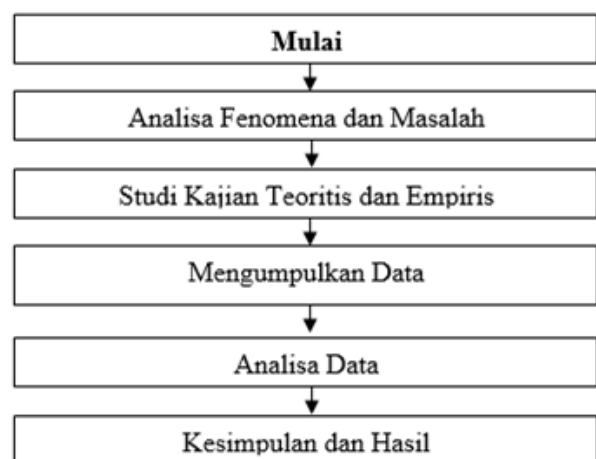 Mulai
Analisa Fenomena dan Masalah
Studi Kajian Teoritis dan Empiris
Mengumpulkan Data
Analisa Data
Kesimpulan dan Hasil